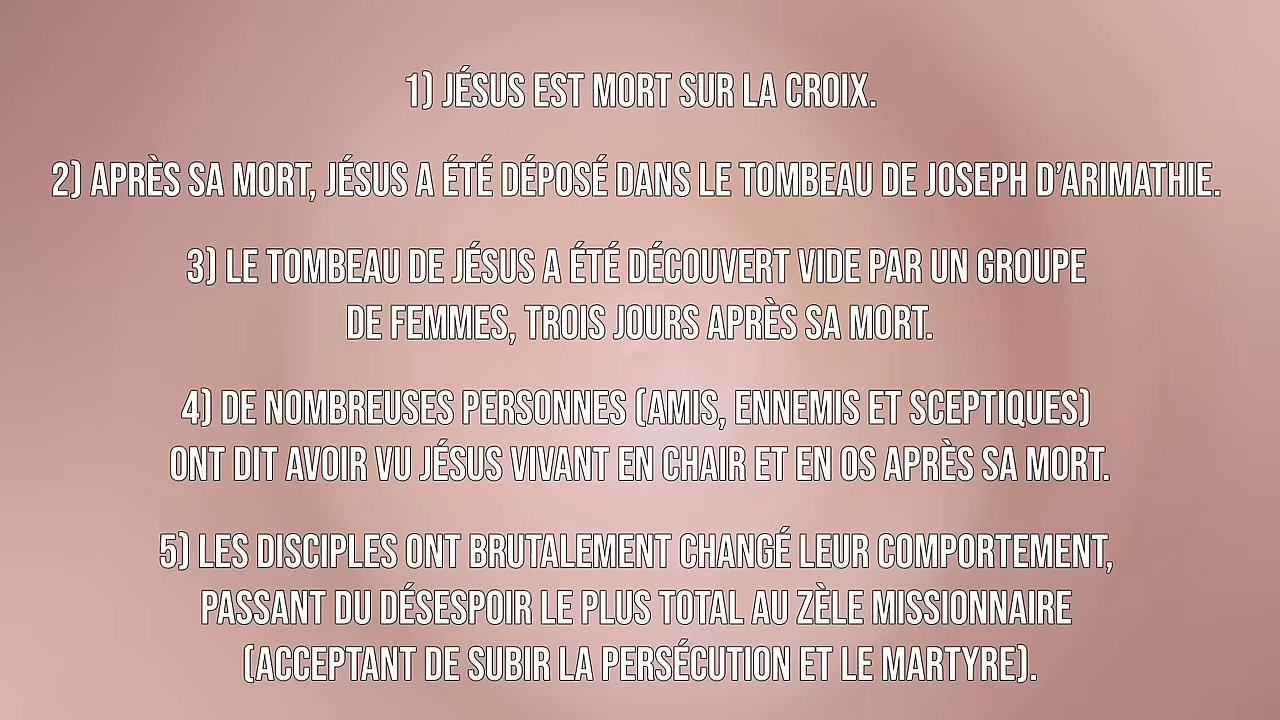 1) JÉSUS EST MORT SUR LA CROIX.
2) APRÈS SA MORT, JÉSUS A ÉTÉ DÉPOSÉ DANS LE TOMBEAU DE JOSEPH D’ARIMATHIE.
3) LE TOMBEAU DE JÉSUS A ÉTÉ DÉCOUVERT VIDE PAR UN GROUPE
DE FEMMES, TROIS JOURS APRÈS SA MORT.
4) DE NOMBREUSES PERSONNES (AMIS, ENNEMIS ET SCEPTIQUES)
ONT DIT AVOIR VU JÉSUS VIVANT EN CHAIR ET EN OS APRÈS SA MORT.
5) LES DISCIPLES ONT BRUTALEMENT CHANGÉ LEUR COMPORTEMENT,
PASSANT DU DÉSESPOIR LE PLUS TOTAL AU ZÈLE MISSIONNAIRE
(ACCEPTANT DE SUBIR LA PERSÉCUTION ET LE MARTYRE).